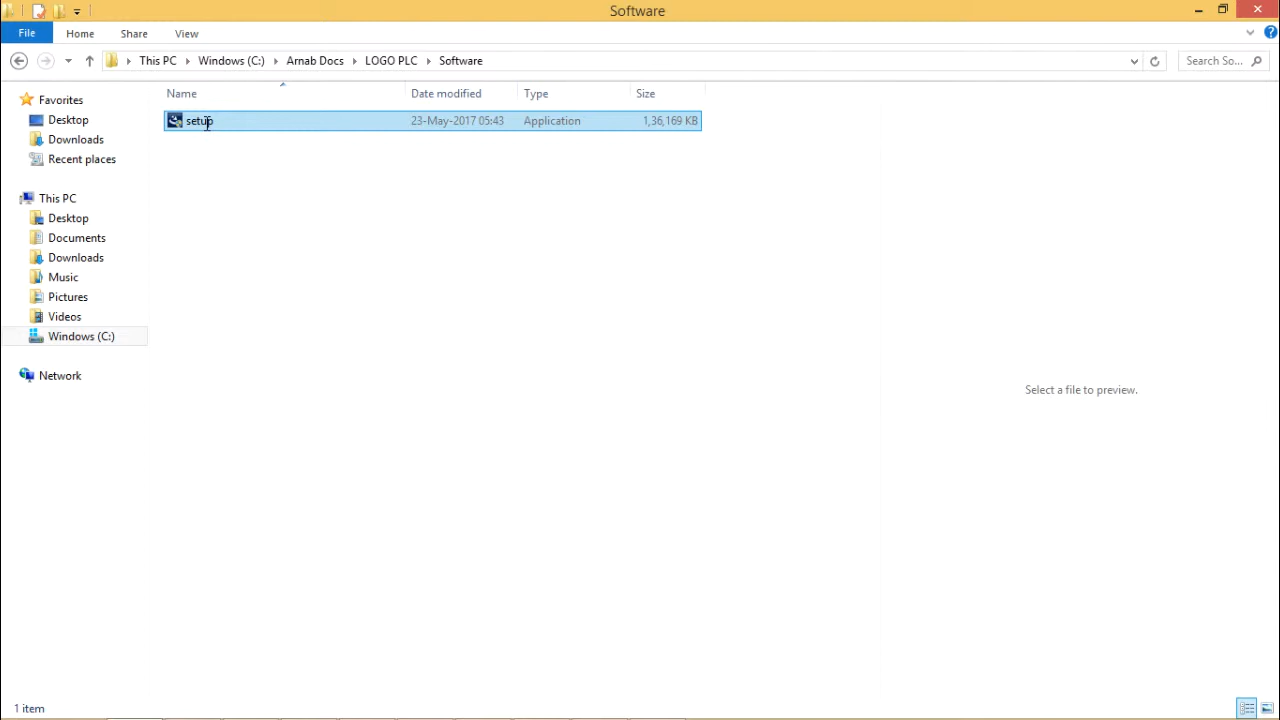 Software
File Home Share View
This PC Windows (C:) Arnab Docs LOGO PLC Software
Search So...
Name Date modified Type Size
setup 23-May-2017 05:43 Application 1,36,169 KB
Favorites
Desktop
Downloads
Recent places
This PC
Desktop
Documents
Downloads
Music
Pictures
Videos
Windows (C:)
Network
Select a file to preview.
1 item